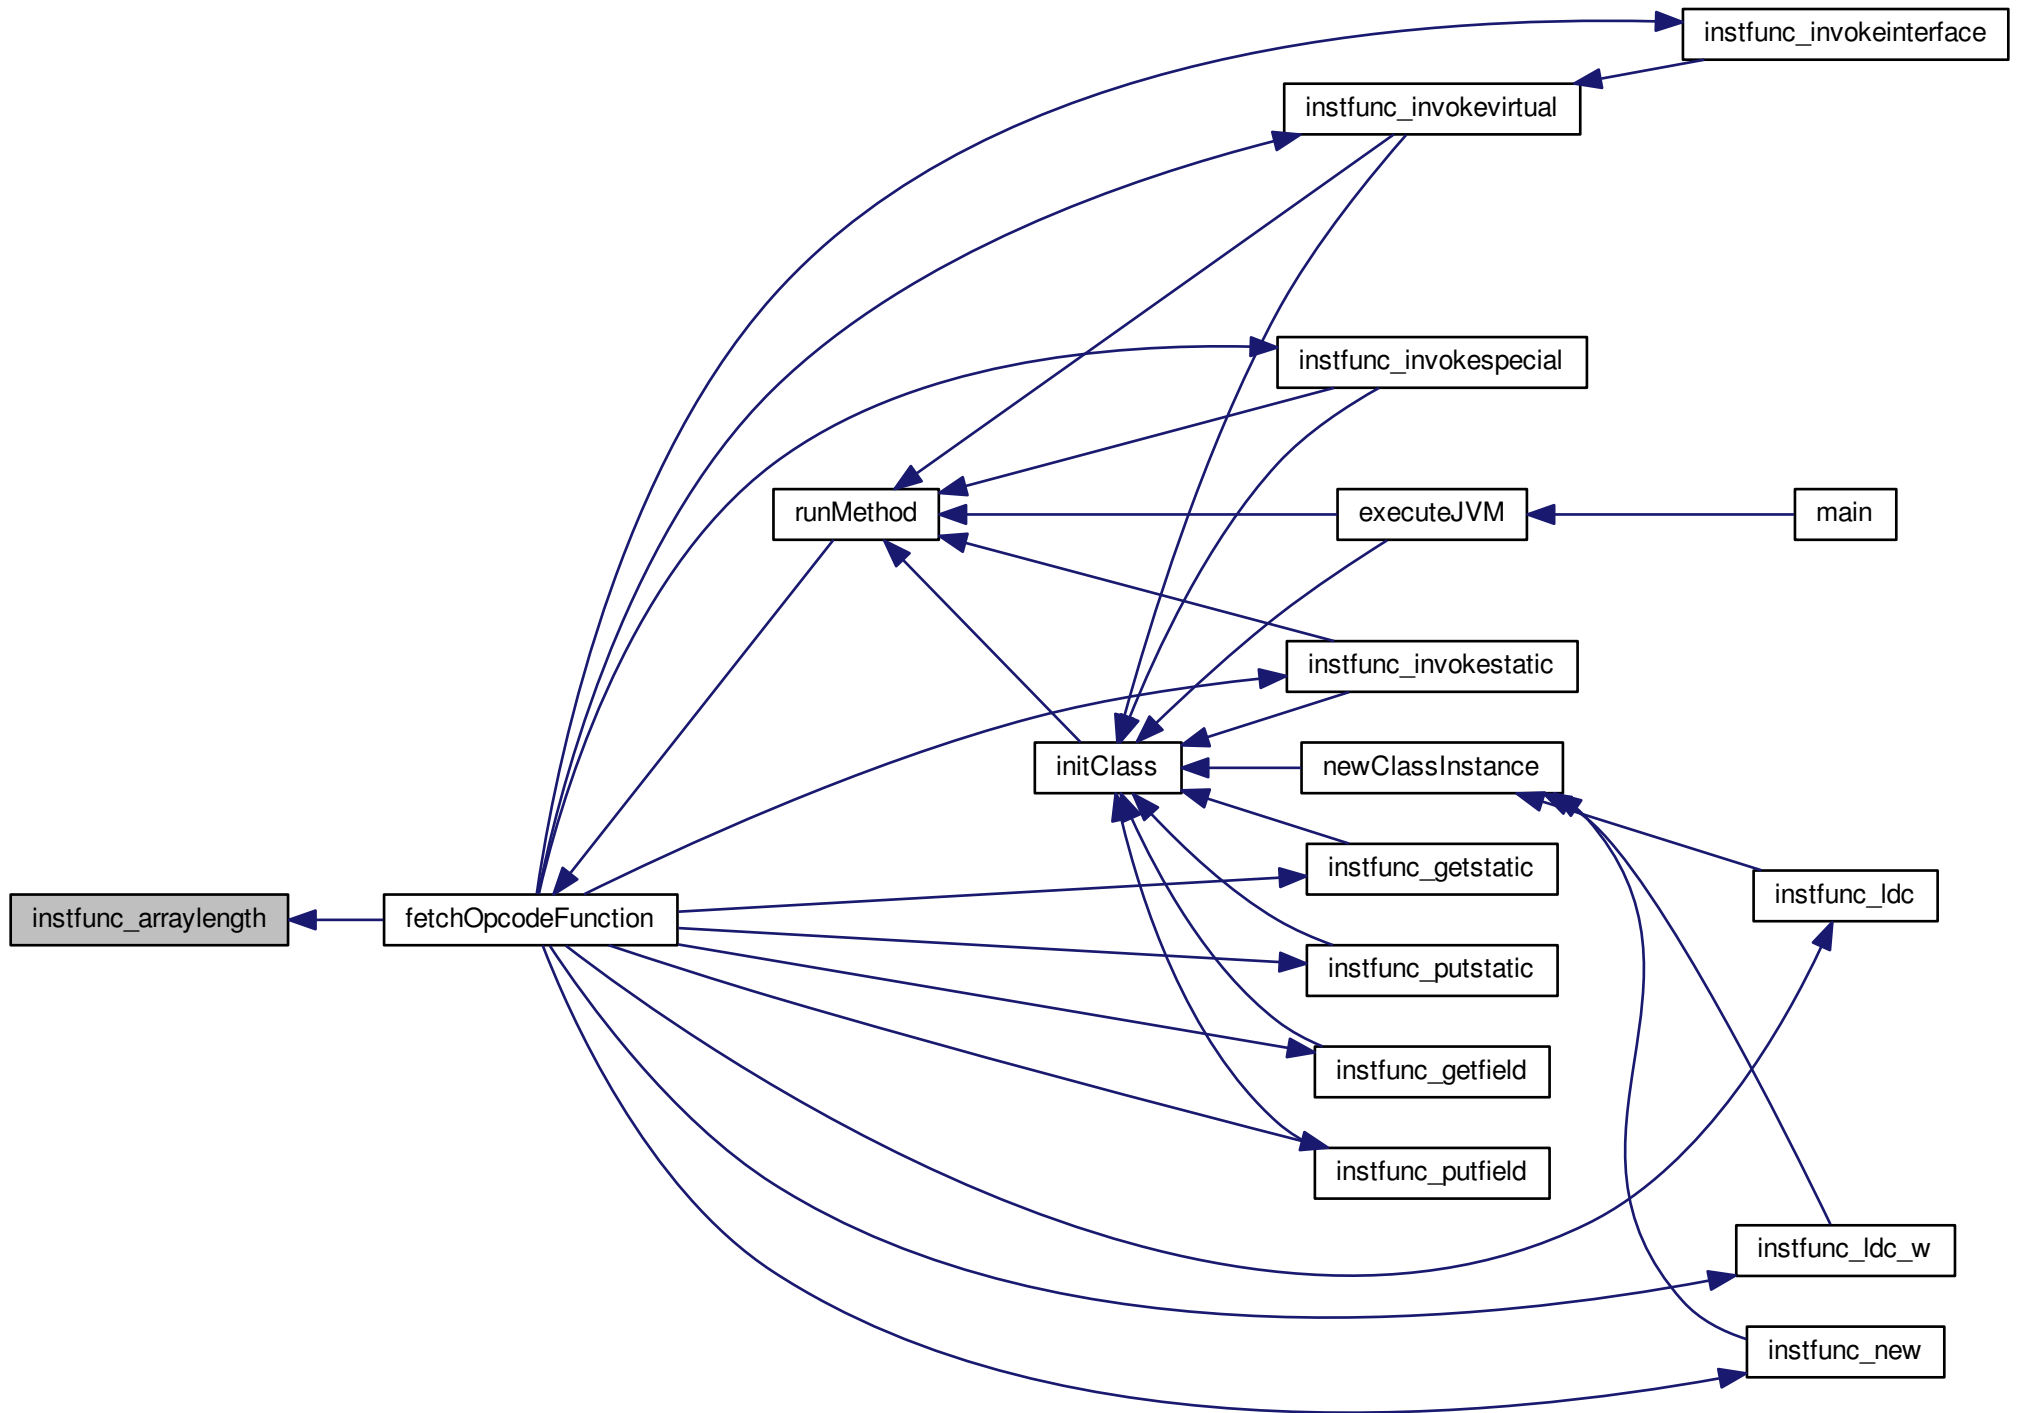 instfunc_invokeinterface
instfunc_invokevirtual
instfunc_invokespecial
runMethod
executeJVM
main
instfunc_invokestatic
initClass
newClassInstance
instfunc_getstatic
instfunc_ldc
instfunc_arraylength
fetchOpcodeFunction
instfunc_putstatic
instfunc_getfield
instfunc_putfield
instfunc_ldc_w
instfunc_new